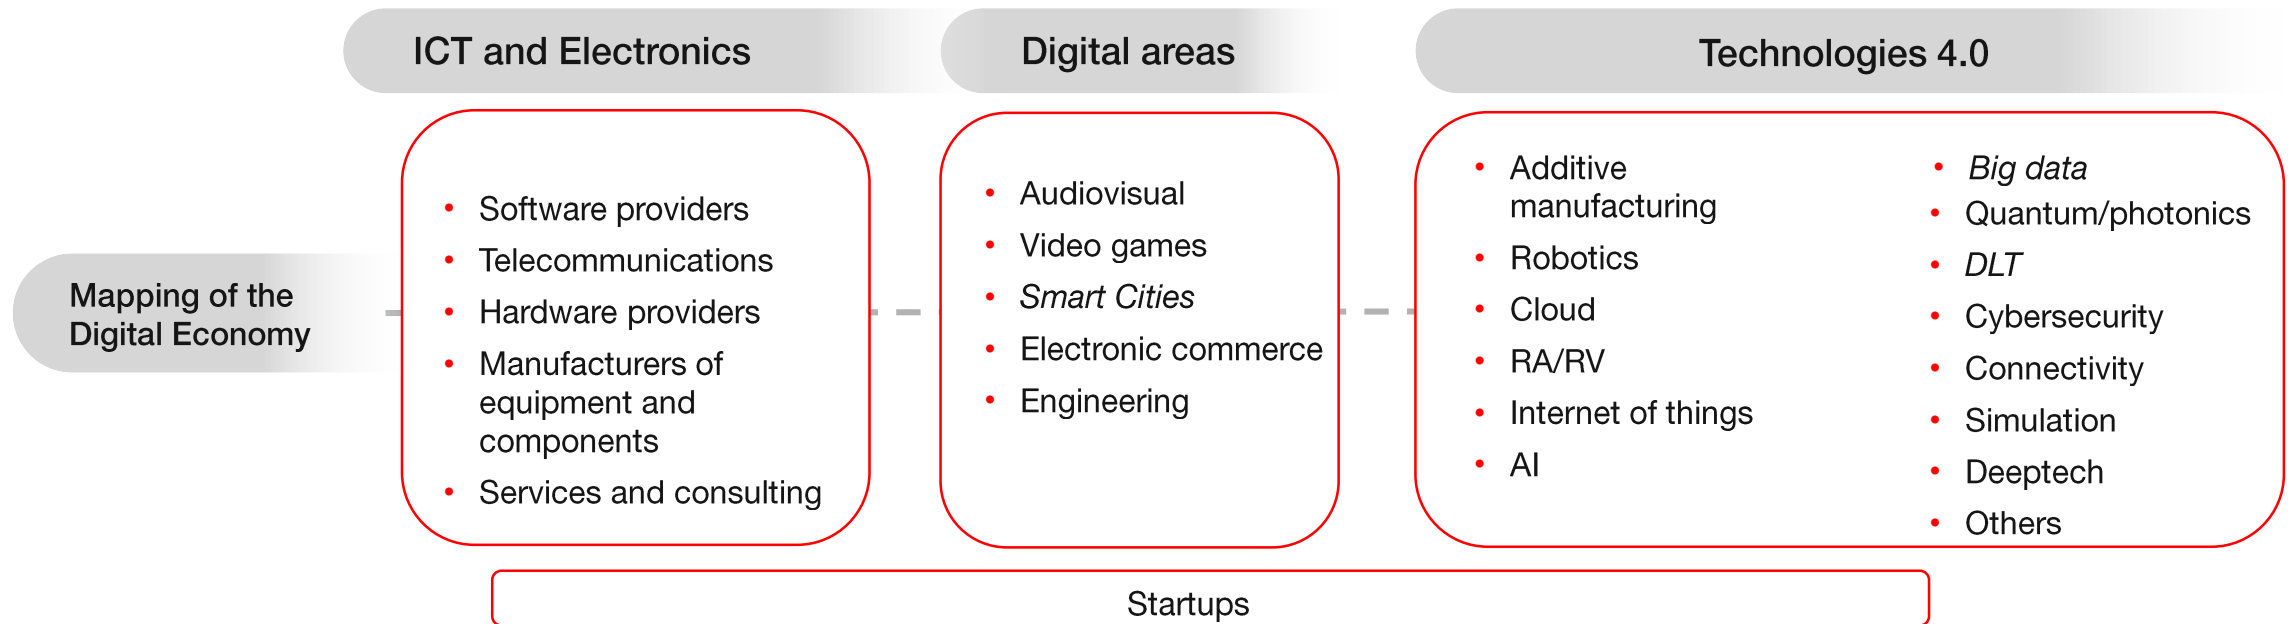 ICT and Electronics
Digital areas
Technologies 4.0
Mapping of the
Digital Economy
Software providers
Telecommunications
Hardware providers
Manufacturers of
equipment and
components
Services and consulting
Audiovisual
Video games
Smart Cities
Electronic commerce
Engineering
Additive
manufacturing
Robotics
Cloud
RA/RV
Internet of things
AI
Big data
Quantum/photonics
DLT
Cybersecurity
Connectivity
Simulation
Deeptech
Others
Startups